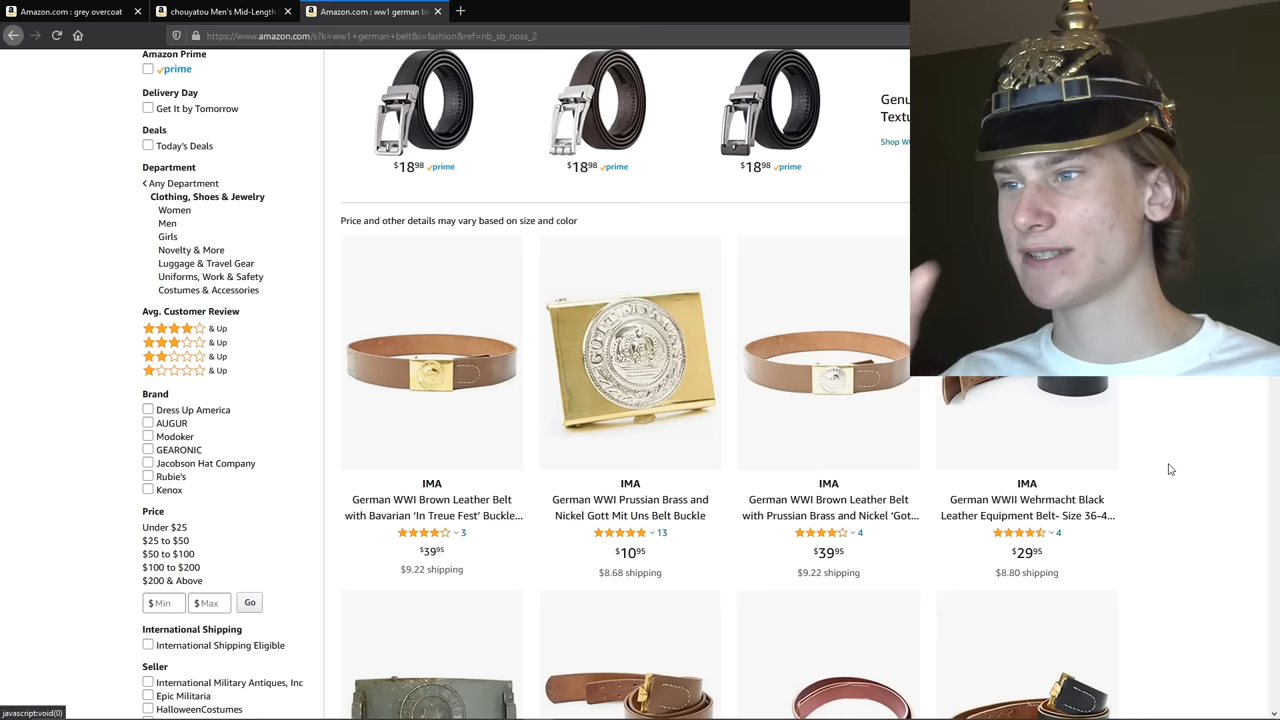 Amazon.com : grey overcoat
chouyatou Men's Mid-Length
Amazon.com : ww1 german be
https://www.amazon.com/s?k=ww1+german+belt&i=fashion&ref=nb_sb_noss_2
Amazon Prime
prime
Delivery Day
Get It by Tomorrow
Deals
Today's Deals
Department
Any Department
Clothing, Shoes & Jewelry
Women
Men
Girls
Novelty & More
Luggage & Travel Gear
Uniforms, Work & Safety
Costumes & Accessories
Avg. Customer Review
& Up
& Up
& Up
& Up
Brand
Dress Up America
AUGUR
Modoker
GEARONIC
Jacobson Hat Company
Rubie's
Kenox
Price
Under $25
$25 to $50
$50 to $100
$100 to $200
$200 & Above
$ Min $ Max Go
International Shipping
International Shipping Eligible
Seller
International Military Antiques, Inc
Epic Militaria
HalloweenCostumes
$18 98 prime
$18 98 prime
$18 98 prime
Genu
Textu
Shop W
Price and other details may vary based on size and color
GOTT MIT UNS
IMA
German WWI Brown Leather Belt
with Bavarian ‘In Treue Fest’ Buckle...
3
$39 95
$9.22 shipping
IMA
German WWI Prussian Brass and
Nickel Gott Mit Uns Belt Buckle
13
$10 95
$8.68 shipping
IMA
German WWI Brown Leather Belt
with Prussian Brass and Nickel ‘Got...
4
$39 95
$9.22 shipping
IMA
German WWII Wehrmacht Black
Leather Equipment Belt- Size 36-4...
4
$29 95
$8.80 shipping
javascript:void(0)